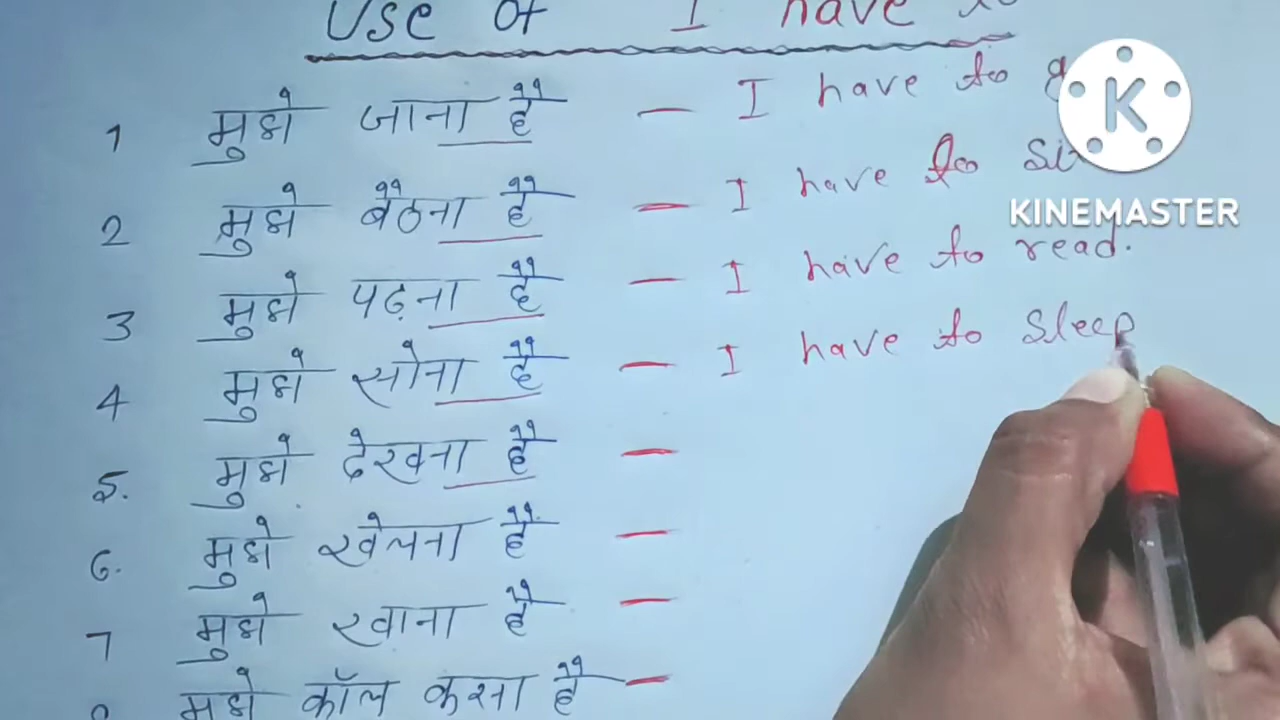 Use of I have to
1 मुझे जाना है — I have to
2 मुझे बैठना है — I have to
3 मुझे पढ़ना है — I have to read.
4 मुझे सोना है — I have to sleep
5. मुझे देखना है —
6. मुझे खेलना है —
7 मुझे खाना है —
मुझे कॉल करना है —
K
KINEMASTER